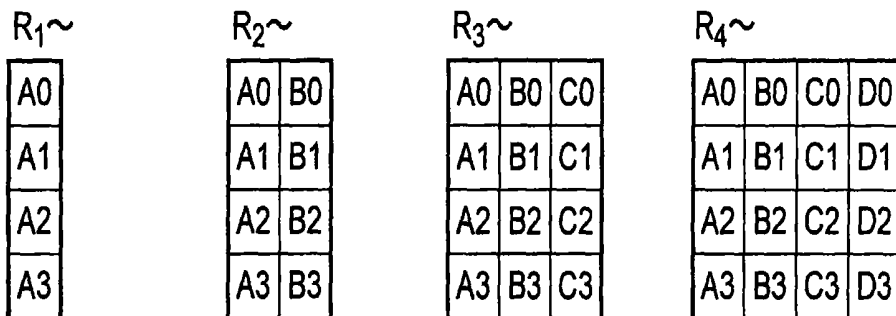 R1~ R2~ R3~ R4~
A0 A0 B0 A0 B0 C0 A0 B0 C0 D0
A1 A1 B1 A1 B1 C1 A1 B1 C1 D1
A2 A2 B2 A2 B2 C2 A2 B2 C2 D2
A3 A3 B3 A3 B3 C3 A3 B3 C3 D3